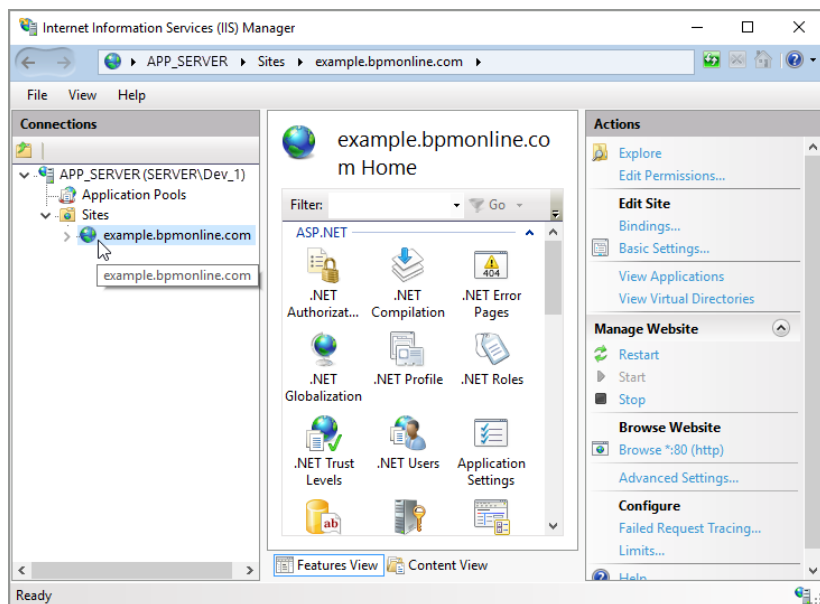 Internet Information Services (IIS) Manager
APP_SERVER Sites example.bpmonline.com
File View Help
Connections
APP_SERVER (SERVER\Dev_1)
Application Pools
Sites
example.bpmonline.com
example.bpmonline.com
example.bpmonline.co
m Home
Filter: Go
ASP.NET
.NET
Authorizat...
.NET
Compilation
404
.NET Error
Pages
.NET
Globalization
.NET Profile
.NET Roles
.NET Trust
Levels
.NET Users
Application
Settings
ab
Features View
Content View
Actions
Explore
Edit Permissions...
Edit Site
Bindings...
Basic Settings...
View Applications
View Virtual Directories
Manage Website
Restart
Start
Stop
Browse Website
Browse *:80 (http)
Advanced Settings...
Configure
Failed Request Tracing...
Limits...
Help
Ready